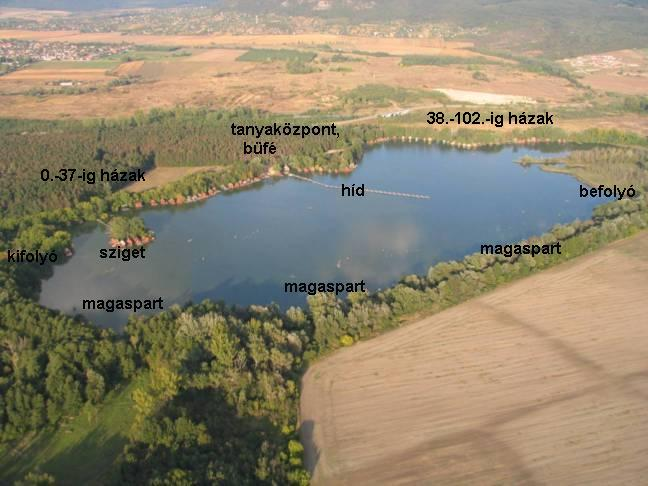 38.-102.-ig házak
tanyaközpont,
büfé
0.-37-ig házak
híd
befolyó
kifolyó
sziget
magaspart
magaspart
magaspart